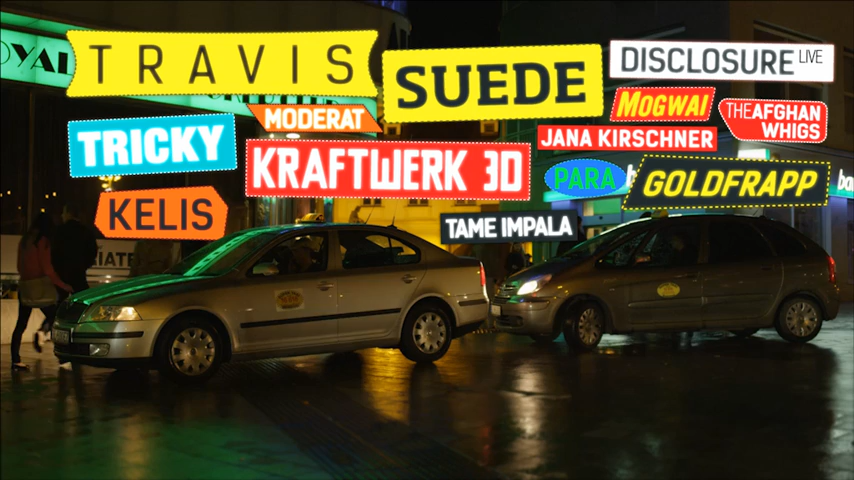 TRAVIS
SUEDE
DISCLOSURE LIVE
MODERAT
MOGWAI
THE AFGHAN
WHIGS
TRICKY
JANA KIRSCHNER
KRAFTWERK 3D
PARA
GOLDFRAPP
KELIS
TAME IMPALA